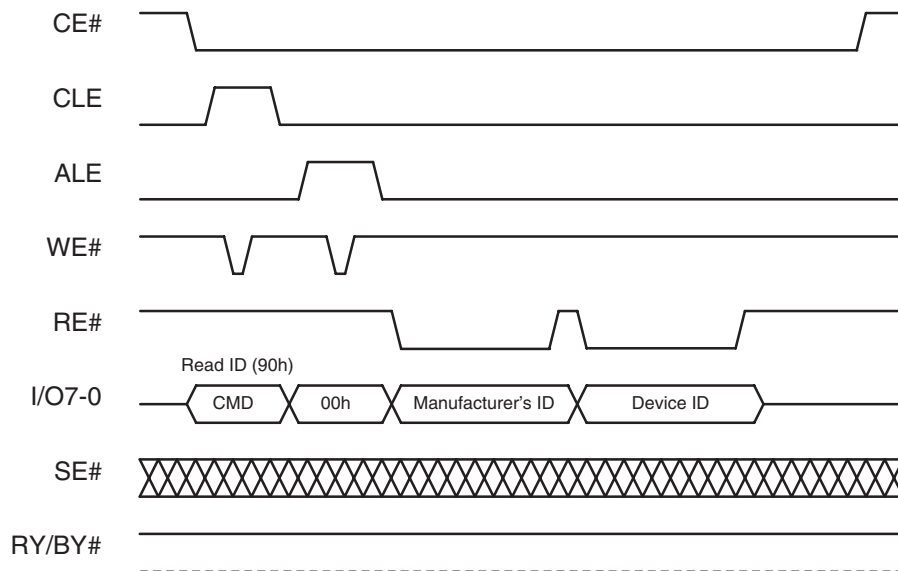 CE#
CLE
ALE
WE#
RE#
Read ID (90h)
I/O7-0
CMD
00h
Manufacturer's ID
Device ID
SE#
RY/BY#